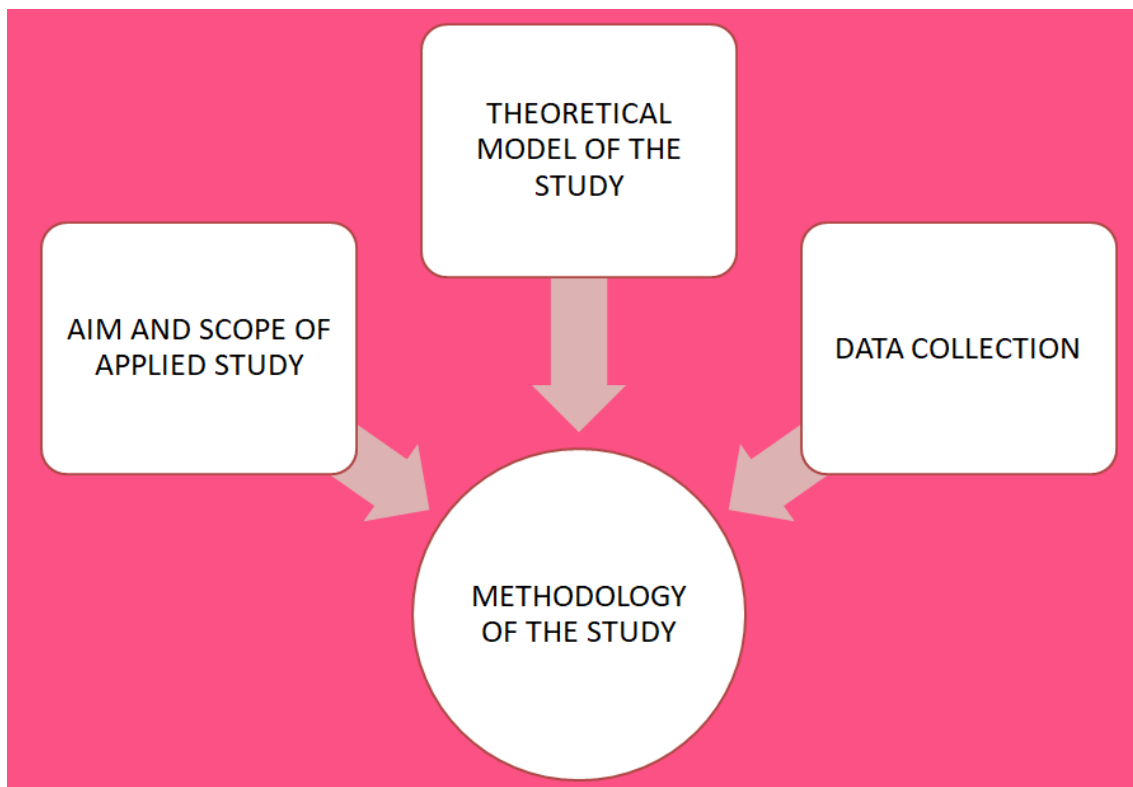 THEORETICAL
MODEL OF THE
STUDY
AIM AND SCOPE OF
APPLIED STUDY
DATA COLLECTION
METHODOLOGY
OF THE STUDY